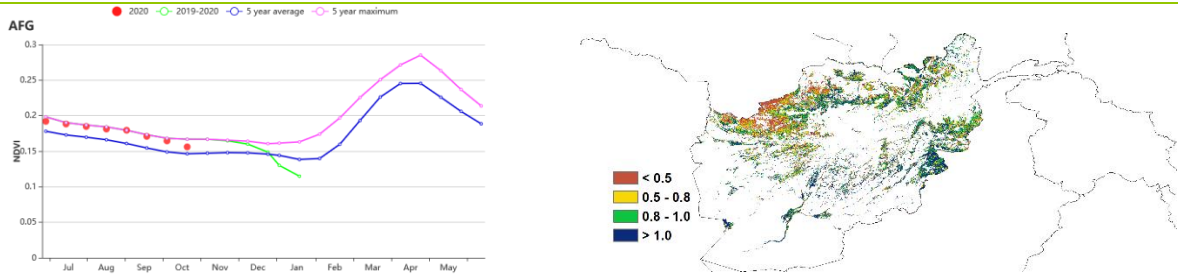 2020 2019-2020 5 year average 5 year maximum
AFG
0.3
0.25
0.2
0.15
0.1
0.05
0
NDVI
Jul Aug Sep Oct Nov Dec Jan Feb Mar Apr May
< 0.5
0.5 - 0.8
0.8 - 1.0
> 1.0